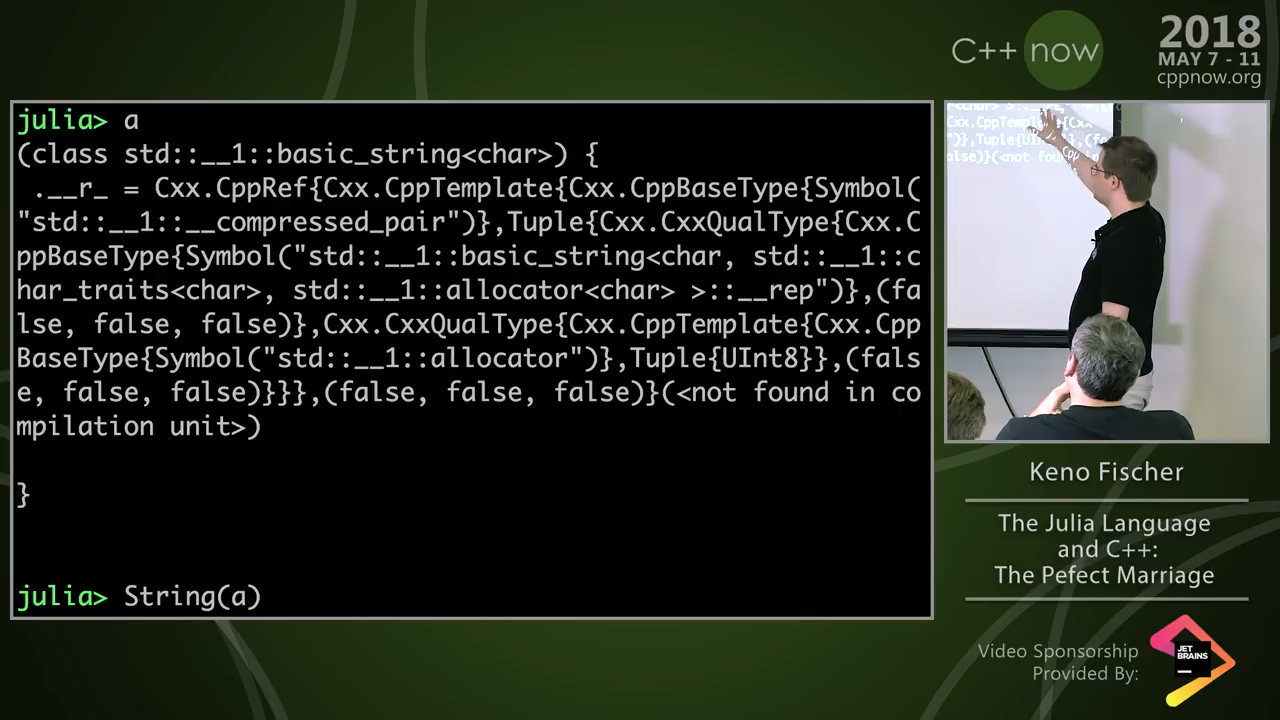 C++ now
2018
MAY 7 - 11
cppnow.org
julia> a
(class std::__1::basic_string<char>) {
 .__r_ = Cxx.CppRef{Cxx.CppTemplate{Cxx.CppBaseType{Symbol(
"std::__1::__compressed_pair")},Tuple{Cxx.CxxQualType{Cxx.C
ppBaseType{Symbol("std::__1::basic_string<char, std::__1::c
har_traits<char>, std::__1::allocator<char> >::__rep")},(fa
lse, false, false)},Cxx.CxxQualType{Cxx.CppTemplate{Cxx.Cpp
BaseType{Symbol("std::__1::allocator")},Tuple{UInt8}},(fals
e, false, false)}}},(false, false, false)}(<not found in co
mpilation unit>)
}
julia> String(a)
Keno Fischer
The Julia Language
and C++:
The Pefect Marriage
Video Sponsorship
Provided By:
JET
BRAINS